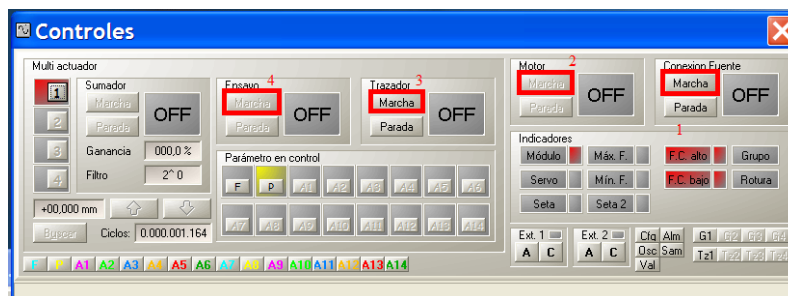 Controles
Multi actuador
Sumador
Marcha
Parada
OFF
Ganancia 000,0 %
Filtro 2^ 0
1
2
3
4
+00,000 mm
Buscar
Ciclos: 0.000.001.164
Ensayo 4
Marcha
Parada
OFF
Trazador 3
Marcha
Parada
OFF
Parámetro en control
F P A1 A2 A3 A4 A5 A6
A7 A8 A9 A10 A11 A12 A13 A14
Motor 2
Marcha
Parada
OFF
Conexion Fuente
Marcha
Parada
OFF
1
Indicadores
Módulo Máx. F. F.C. alto Grupo
Servo Mín. F. F.C. bajo Rotura
Seta Seta 2
Ext. 1
A C
Ext. 2
A C
Cfg Alm
Osc Sam
Val
G1 G2 G3 G4
Tz1 Tz2 Tz3 Tz4
F P A1 A2 A3 A4 A5 A6 A7 A8 A9 A10 A11 A12 A13 A14